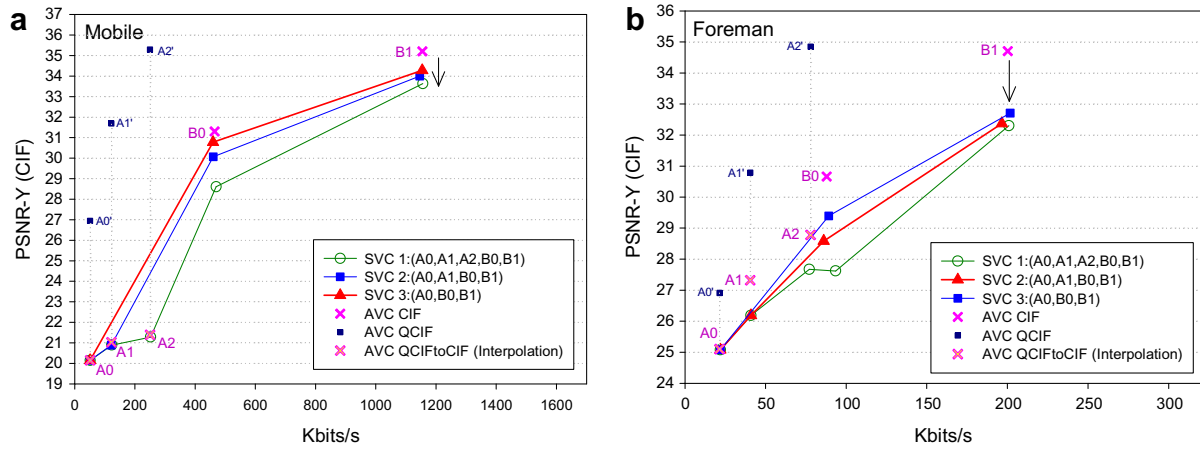 a
Mobile
PSNR-Y (CIF)
37
36
35
34
33
32
31
30
29
28
27
26
25
24
23
22
21
20
19
A2'
A1'
A0'
B1
B0
A0
A1
A2
SVC 1:(A0,A1,A2,B0,B1)
SVC 2:(A0,A1,B0,B1)
SVC 3:(A0,B0,B1)
AVC CIF
AVC QCIF
AVC QCIFtoCIF (Interpolation)
0 200 400 600 800 1000 1200 1400 1600
Kbits/s
b
Foreman
PSNR-Y (CIF)
36
35
34
33
32
31
30
29
28
27
26
25
24
A2'
B1
A1'
B0
A2
A1
A0'
A0
SVC 1:(A0,A1,A2,B0,B1)
SVC 2:(A0,A1,B0,B1)
SVC 3:(A0,B0,B1)
AVC CIF
AVC QCIF
AVC QCIFtoCIF (Interpolation)
0 50 100 150 200 250 300
Kbits/s